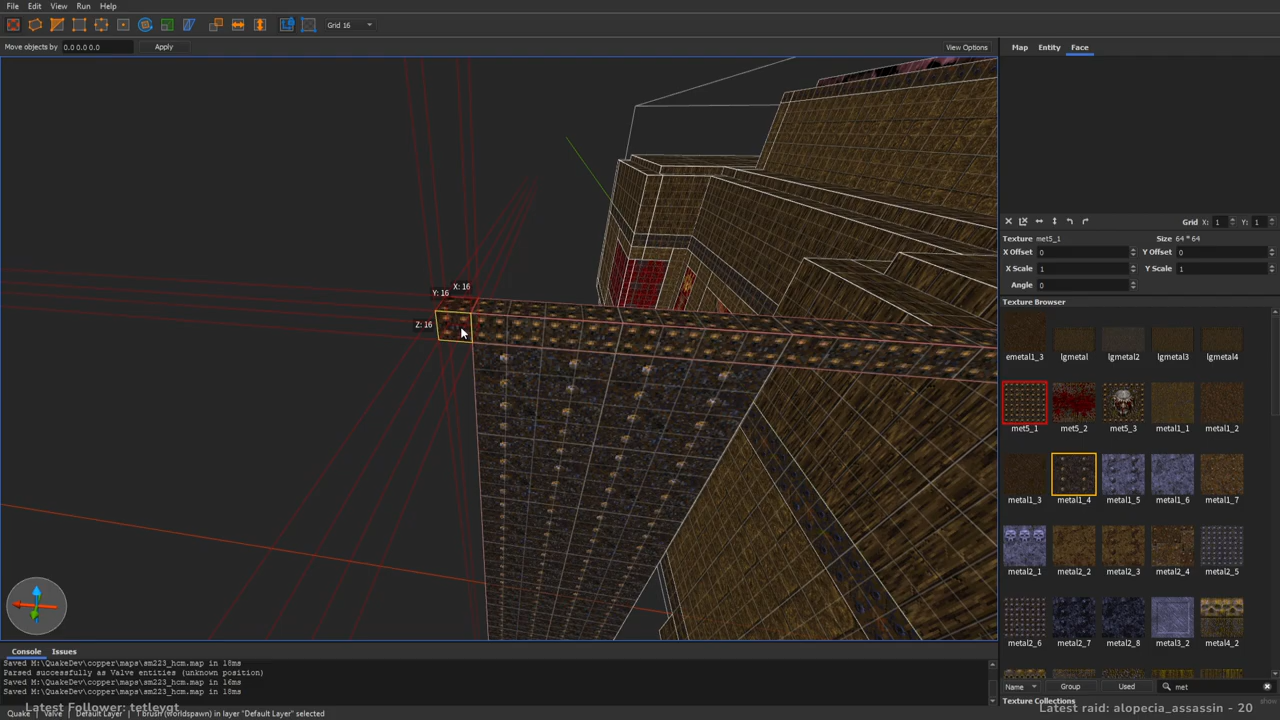 File Edit View Run Help
Grid 16
Move objects by 0.0 0.0 0.0 Apply View Options
Map Entity Face
Y: 16 X: 16
Z: 16
Grid X: 1 Y: 1
Texture met5_1 Size 64 * 64
X Offset 0 Y Offset 0
X Scale 1 Y Scale 1
Angle 0
Texture Browser
emetal1_3 lgmetal lgmetal2 lgmetal3 lgmetal4
met5_1 met5_2 met5_3 metal1_1 metal1_2
metal1_3 metal1_4 metal1_5 metal1_6 metal1_7
metal2_1 metal2_2 metal2_3 metal2_4 metal2_5
metal2_6 metal2_7 metal2_8 metal3_2 metal4_2
Name Group Used met
Texture Collections show
Console Issues
Saved M:\QuakeDev\copper\maps\sm223_hcm.map in 18ms
Parsed successfully as Valve entities (unknown position)
Saved M:\QuakeDev\copper\maps\sm223_hcm.map in 16ms
Saved M:\QuakeDev\copper\maps\sm223_hcm.map in 18ms
Latest Follower: tetleygt
Latest raid: alopecia_assassin - 20
Quake Valve Default Layer 1 brush (worldspawn) in layer "Default Layer" selected